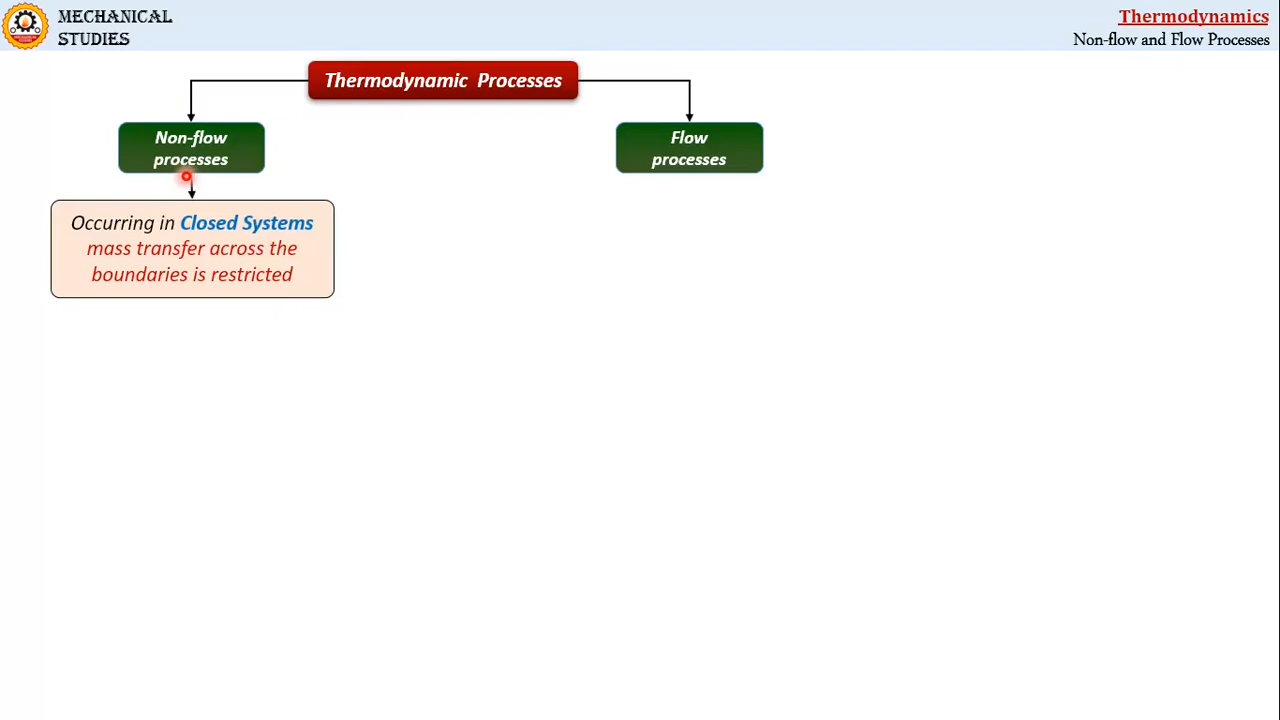 MECHANICAL
STUDIES
Thermodynamics
Non-flow and Flow Processes
Thermodynamic Processes
Non-flow
processes
Flow
processes
Occurring in Closed Systems
mass transfer across the
boundaries is restricted